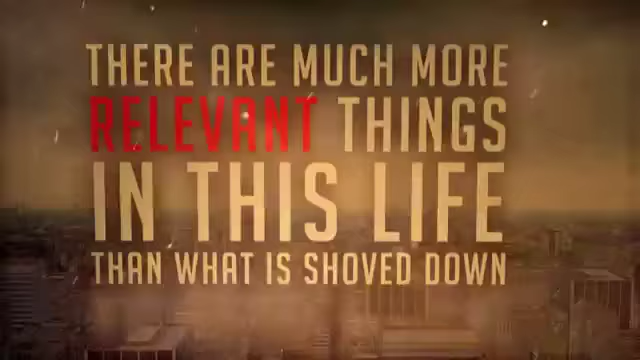 THERE ARE MUCH MORE
RELEVANT THINGS
IN THIS LIFE
THAN WHAT IS SHOVED DOWN